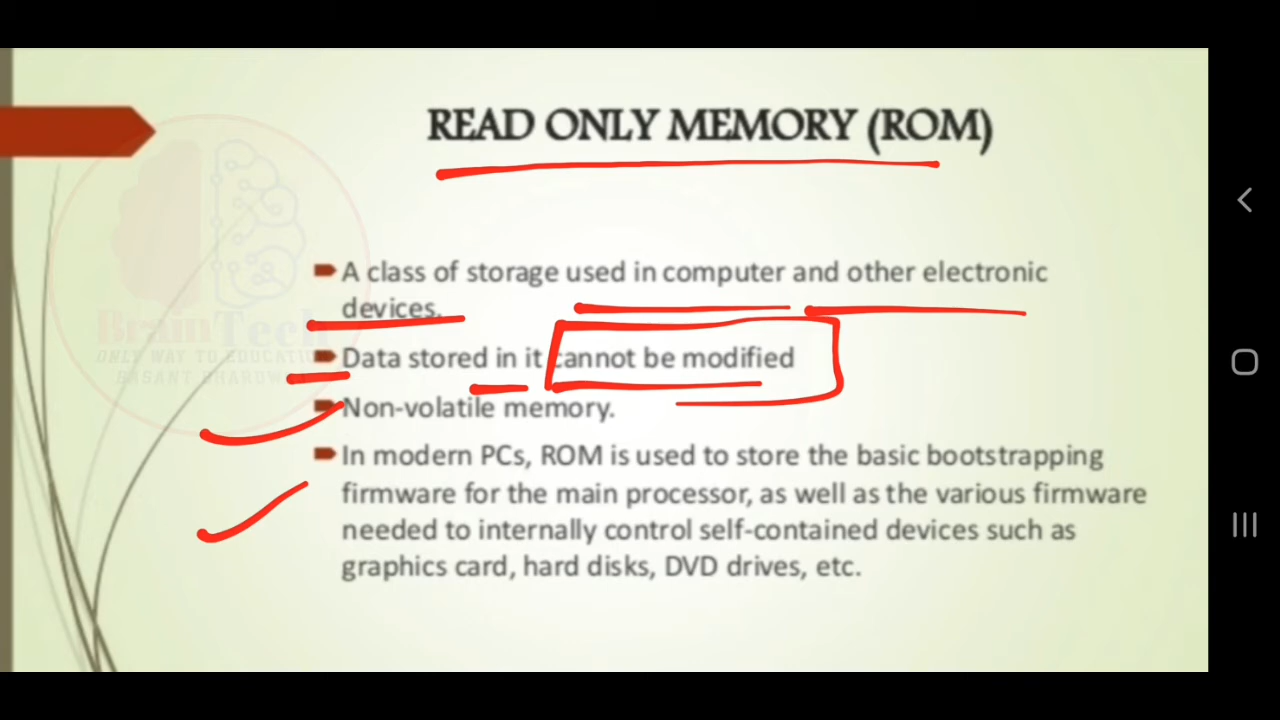 READ ONLY MEMORY (ROM)
A class of storage used in computer and other electronic
devices.
Data stored in it cannot be modified
Non-volatile memory.
In modern PCs, ROM is used to store the basic bootstrapping
firmware for the main processor, as well as the various firmware
needed to internally control self-contained devices such as
graphics card, hard disks, DVD drives, etc.
BrainTech
ONLY WAY TO EDUCATION